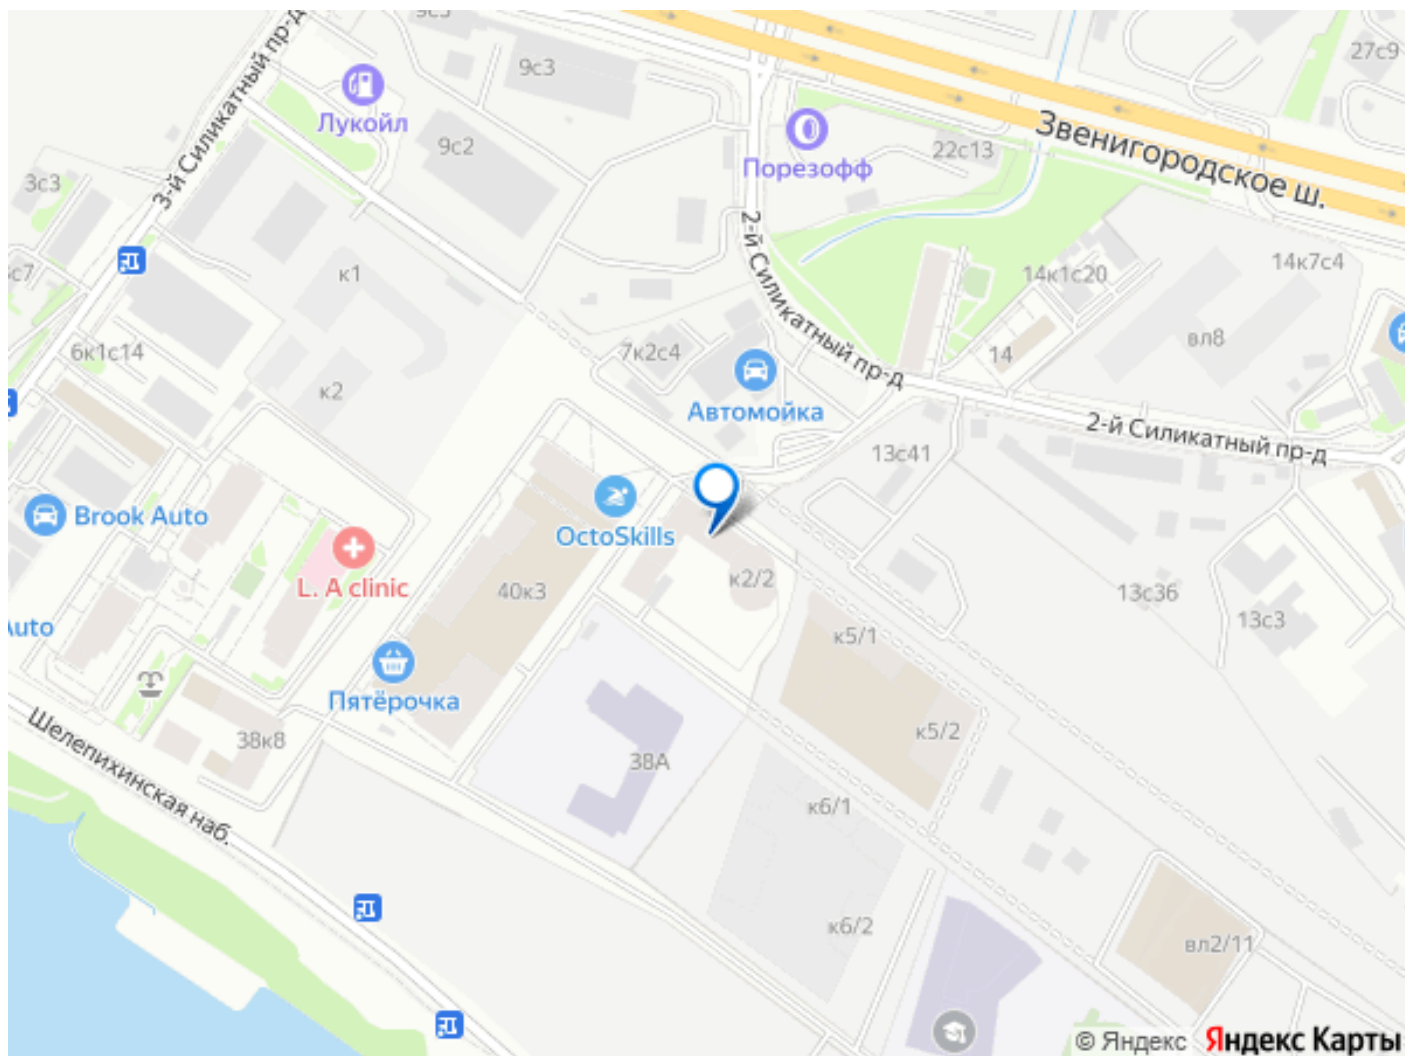 9с3
27с9
3-й Силикатный пр-д
Лукойл
9с2
Порезофф
22с13
Звенигородское ш.
3с3
2-й Силикатный пр-д
к1
14к1с20
14к7с4
6к1с14
к2
7к2с4
14
вл8
Автомойка
2-й Силикатный пр-д
13с41
Brook Auto
OctoSkills
L. A clinic
40к3
к2/2
13с36
13с3
к5/1
Auto
Пятёрочка
к5/2
Шелепихинская наб.
38к8
38А
к6/1
к6/2
вл2/11
© Яндекс Яндекс Карты